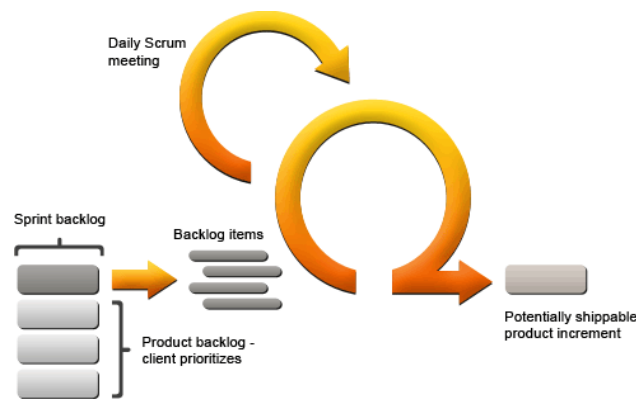 Daily Scrum
meeting
Sprint backlog
Backlog items
Product backlog -
client prioritizes
Potentially shippable
product increment